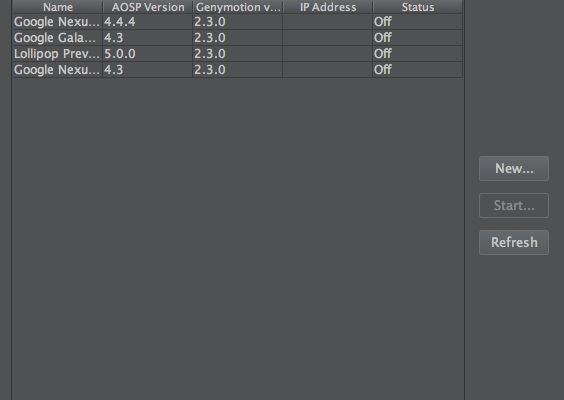 Name AOSP Version Genymotion v... IP Address Status
Google Nexu... 4.4.4 2.3.0 Off
Google Gala... 4.3 2.3.0 Off
Lollipop Prev... 5.0.0 2.3.0 Off
Google Nexu... 4.3 2.3.0 Off
New...
Start...
Refresh